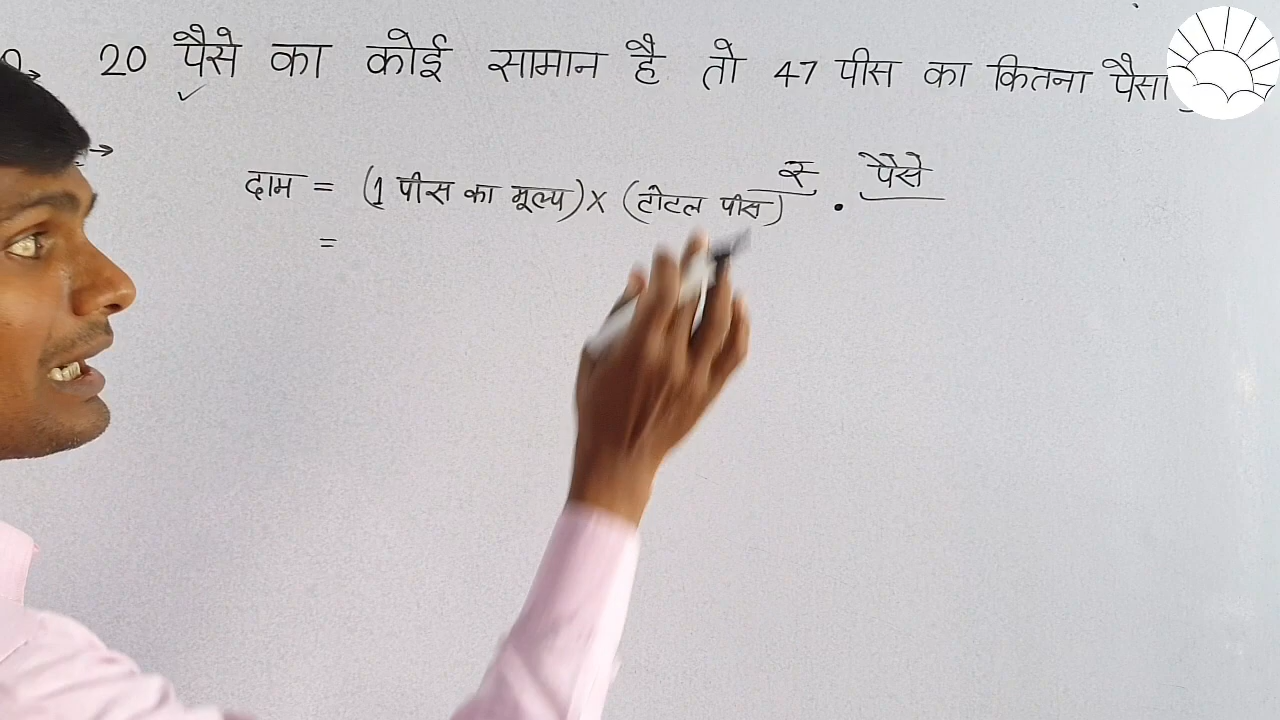 20 पैसे का कोई सामान है तो 47 पीस का कितना पैसा
रु . पैसे
दाम = (1 पीस का मूल्य) × (टोटल पीस)
=